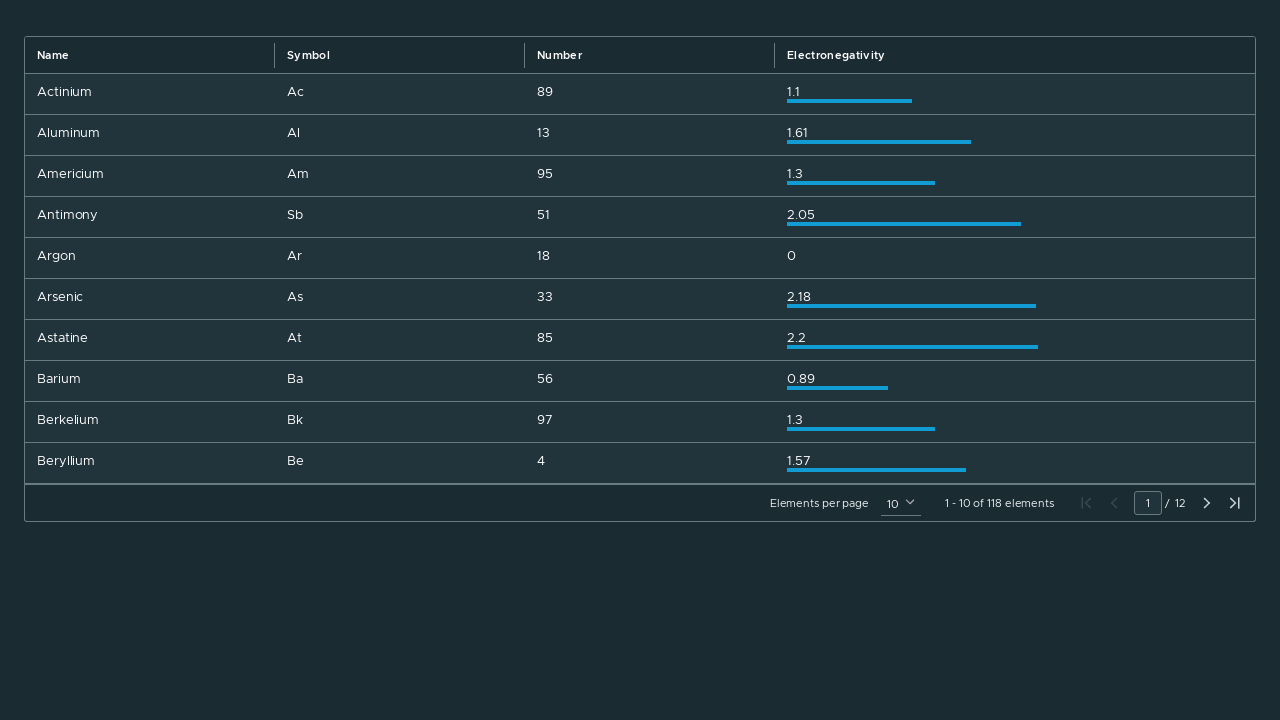 Name Symbol Number Electronegativity
Actinium Ac 89 1.1
Aluminum Al 13 1.61
Americium Am 95 1.3
Antimony Sb 51 2.05
Argon Ar 18 0
Arsenic As 33 2.18
Astatine At 85 2.2
Barium Ba 56 0.89
Berkelium Bk 97 1.3
Beryllium Be 4 1.57
Elements per page 10 1 - 10 of 118 elements 1 / 12